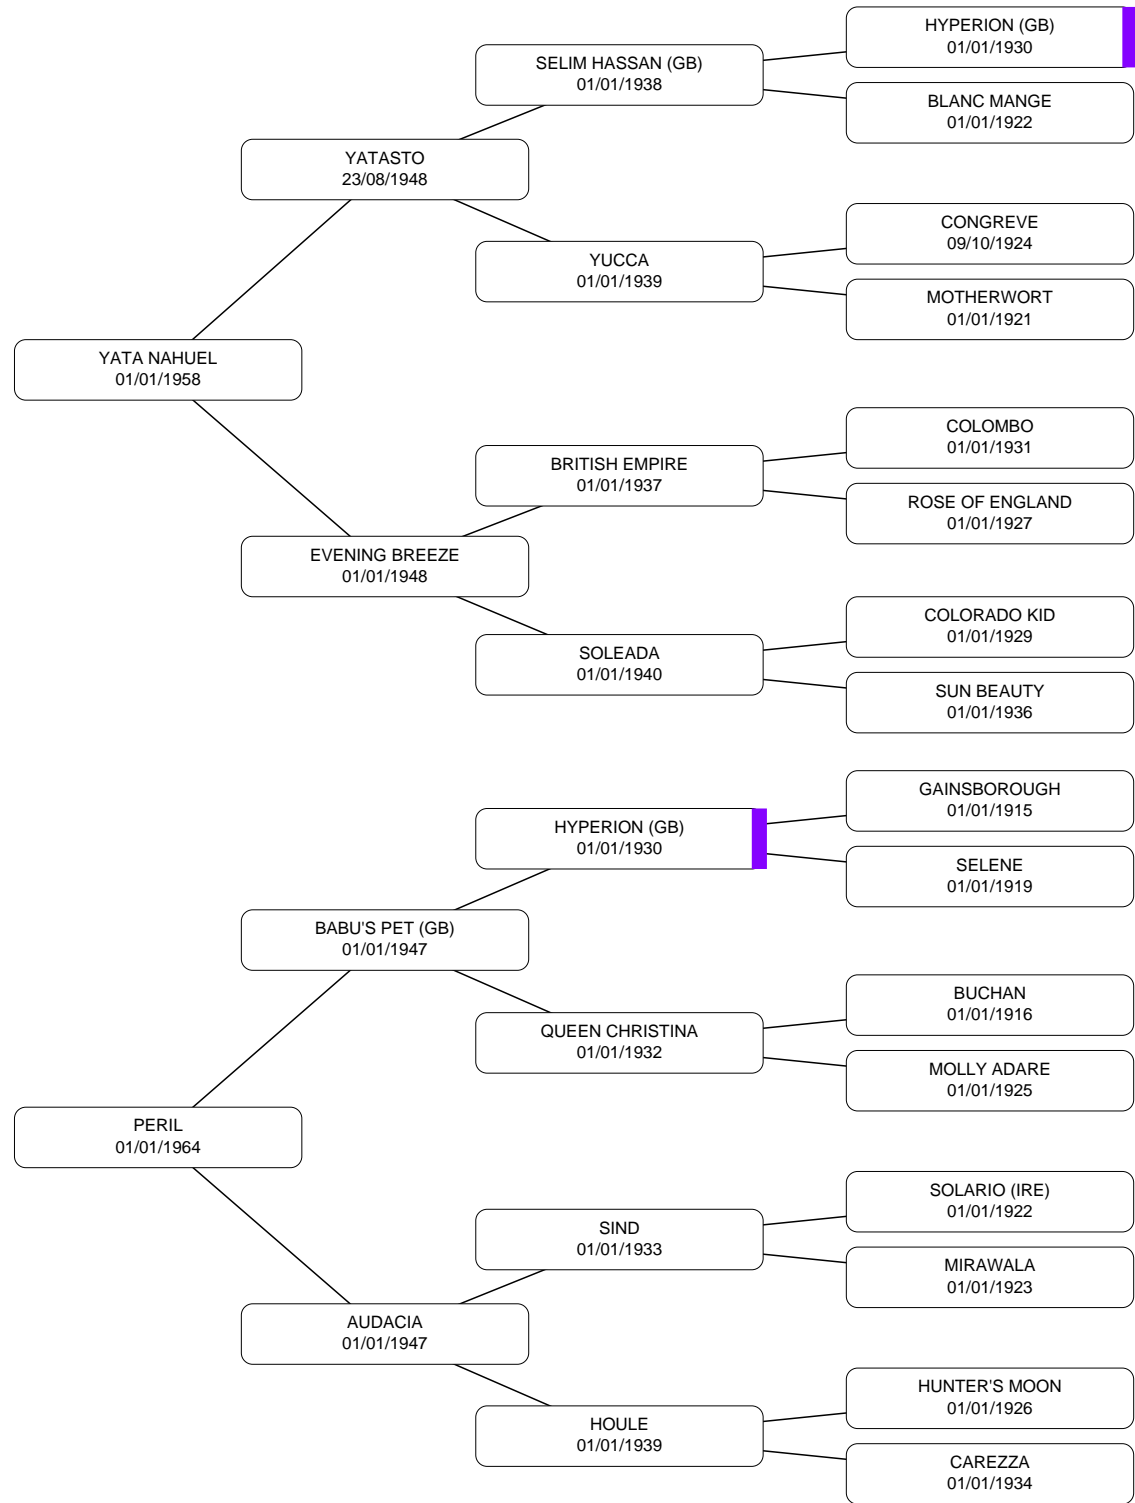 HYPERION (GB)
01/01/1930
SELIM HASSAN (GB)
01/01/1938
BLANC MANGE
01/01/1922
YATASTO
23/08/1948
CONGREVE
09/10/1924
YUCCA
01/01/1939
MOTHERWORT
01/01/1921
YATA NAHUEL
01/01/1958
COLOMBO
01/01/1931
BRITISH EMPIRE
01/01/1937
ROSE OF ENGLAND
01/01/1927
EVENING BREEZE
01/01/1948
COLORADO KID
01/01/1929
SOLEADA
01/01/1940
SUN BEAUTY
01/01/1936
GAINSBOROUGH
01/01/1915
HYPERION (GB)
01/01/1930
SELENE
01/01/1919
BABU'S PET (GB)
01/01/1947
BUCHAN
01/01/1916
QUEEN CHRISTINA
01/01/1932
MOLLY ADARE
01/01/1925
PERIL
01/01/1964
SOLARIO (IRE)
01/01/1922
SIND
01/01/1933
MIRAWALA
01/01/1923
AUDACIA
01/01/1947
HUNTER'S MOON
01/01/1926
HOULE
01/01/1939
CAREZZA
01/01/1934